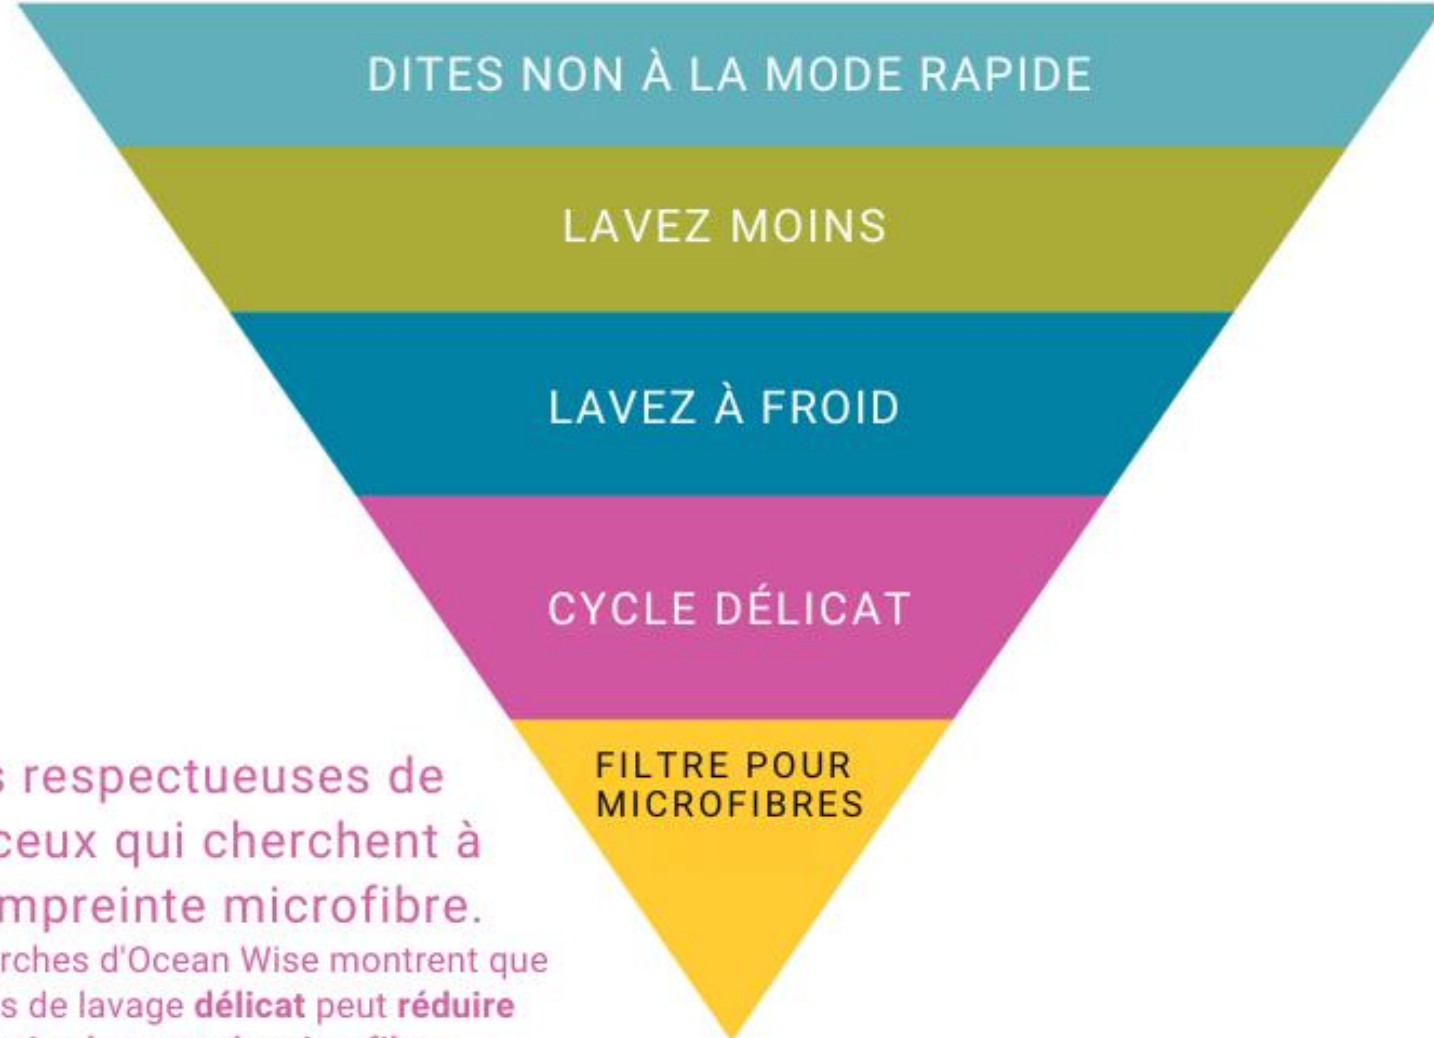 DITES NON À LA MODE RAPIDE
LAVEZ MOINS
LAVEZ À FROID
CYCLE DÉLICAT
FILTRE POUR
MICROFIBRES
respectueuses de
ceux qui cherchent à
mpreinte microfibre.
rches d'Ocean Wise montrent que
s de lavage délicat peut réduire